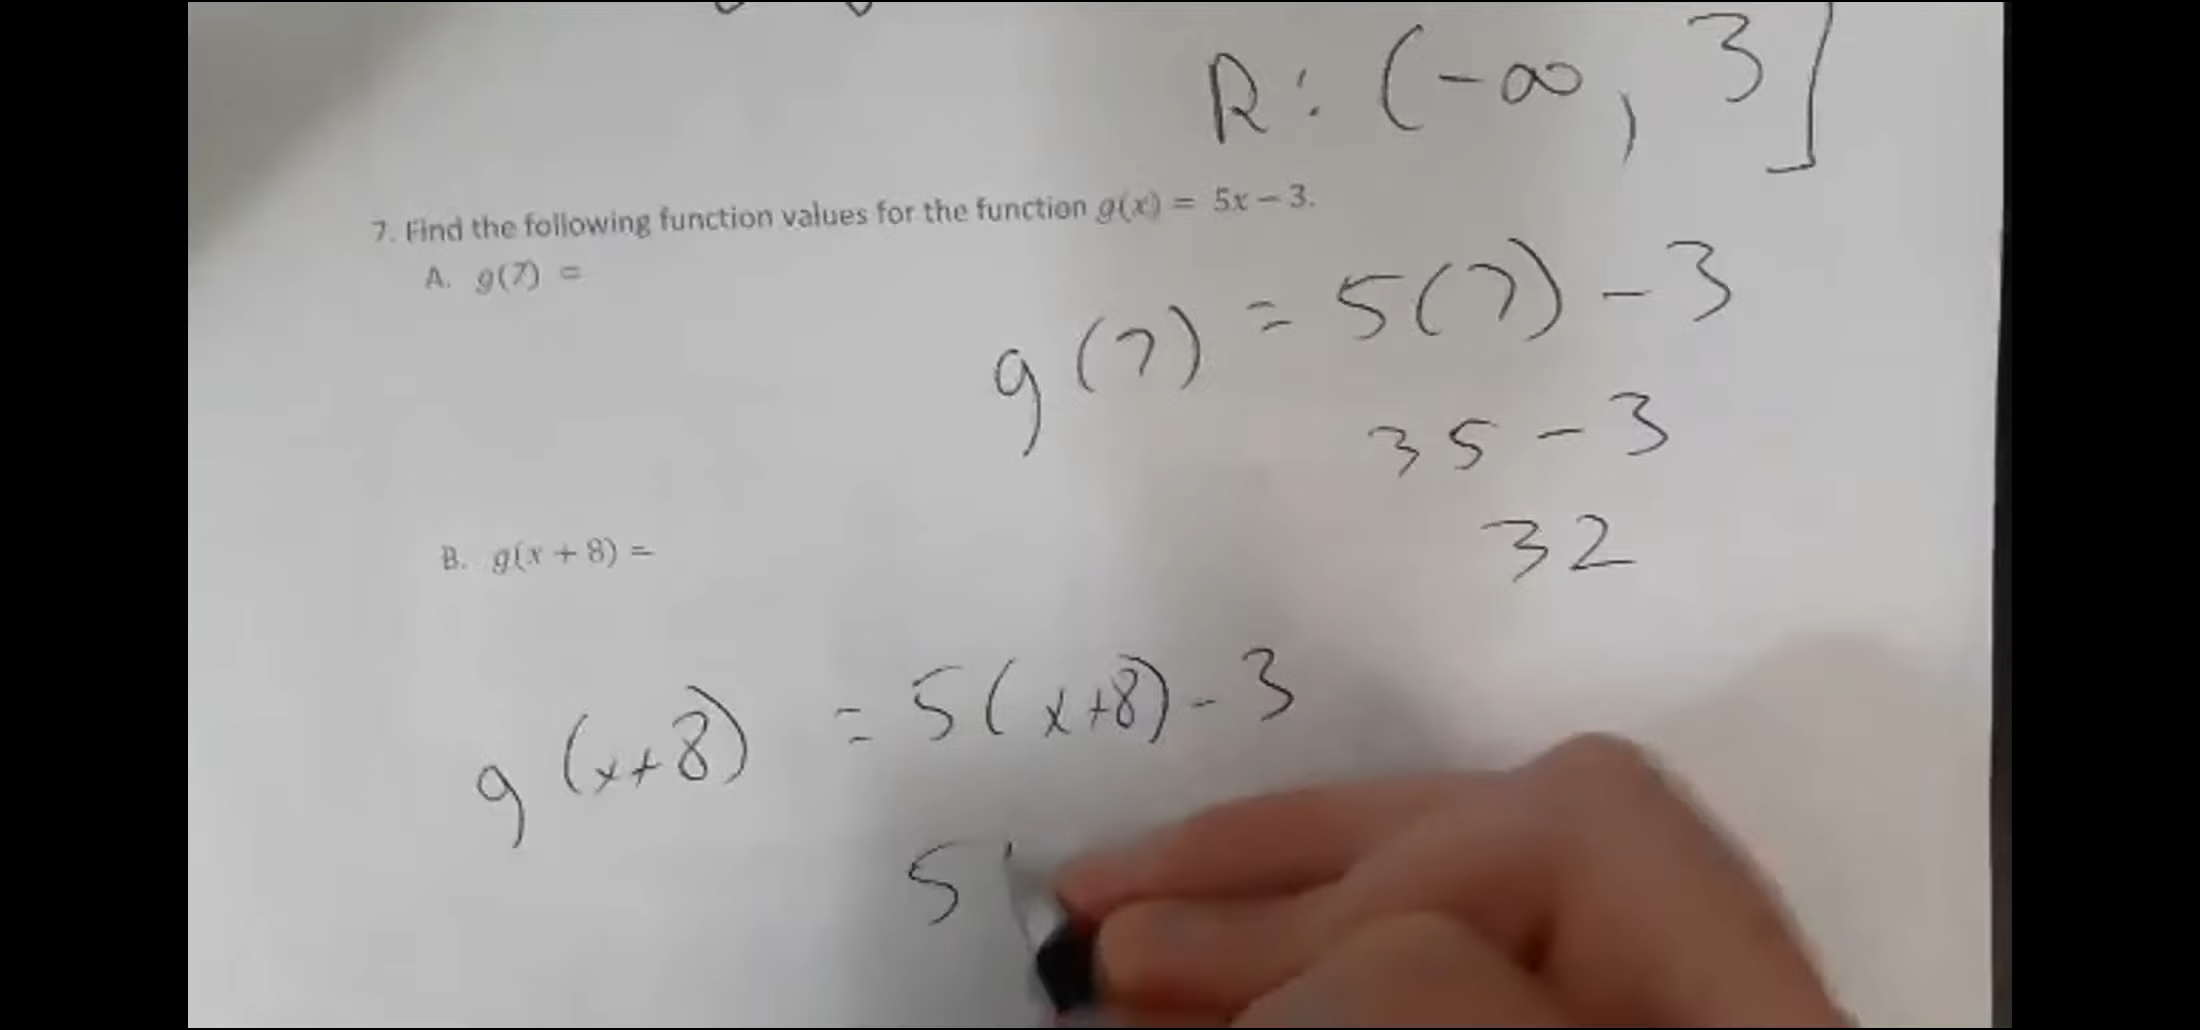 R: (-∞, 3]
7. Find the following function values for the function g(x) = 5x - 3.
A. g(7) =
g(7) = 5(7) - 3
35 - 3
32
B. g(x + 8) =
g(x+8) = 5(x+8) - 3
5